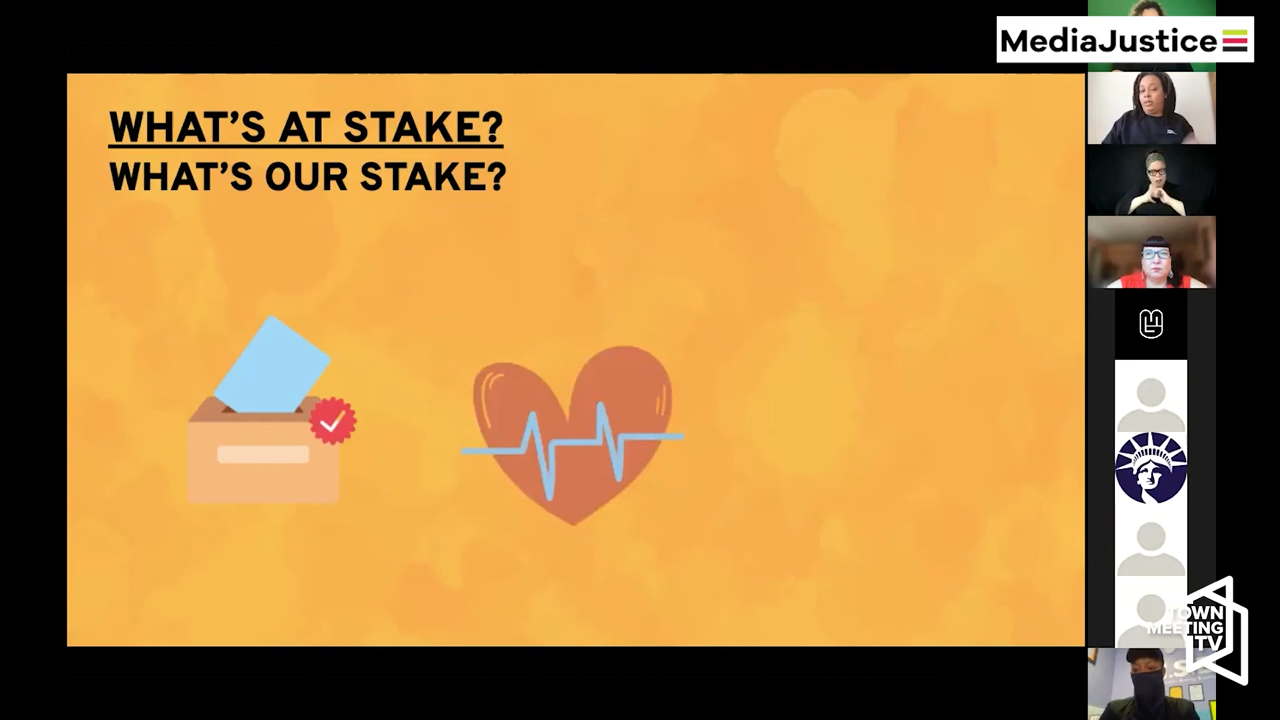 MediaJustice
WHAT'S AT STAKE?
WHAT'S OUR STAKE?
TOWN
MEETING
TV